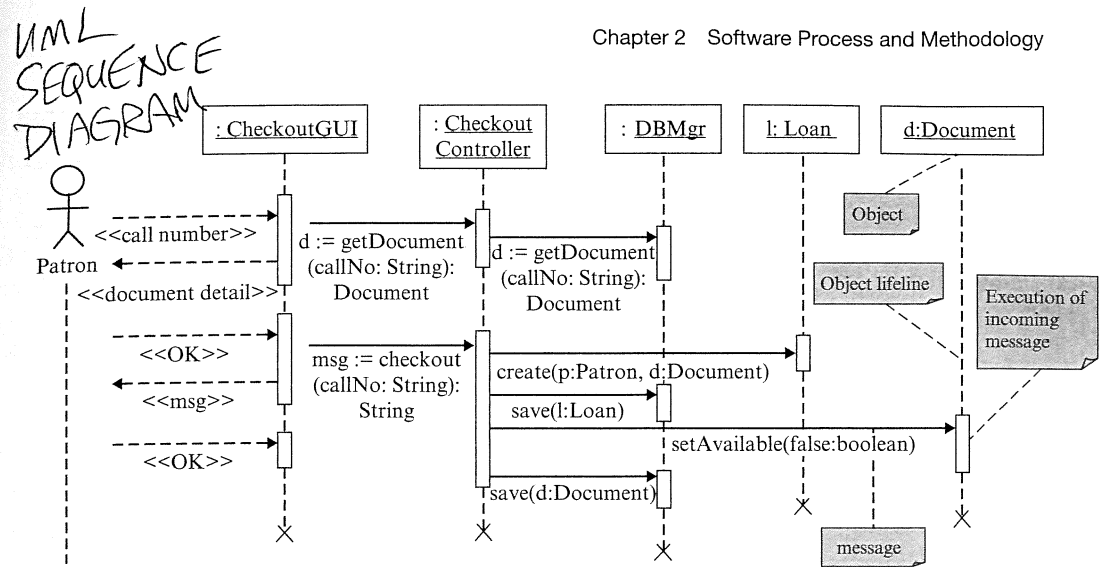 UML
SEQUENCE
DIAGRAM
Chapter 2 Software Process and Methodology
: CheckoutGUI
: Checkout
Controller
: DBMgr
l: Loan
d:Document
Patron
<<call number>>
<<document detail>>
d := getDocument
(callNo: String):
Document
d := getDocument
(callNo: String):
Document
Object
Object lifeline
Execution of
incoming
message
<<OK>>
<<msg>>
<<OK>>
msg := checkout
(callNo: String):
String
create(p:Patron, d:Document)
save(l:Loan)
setAvailable(false:boolean)
save(d:Document)
message